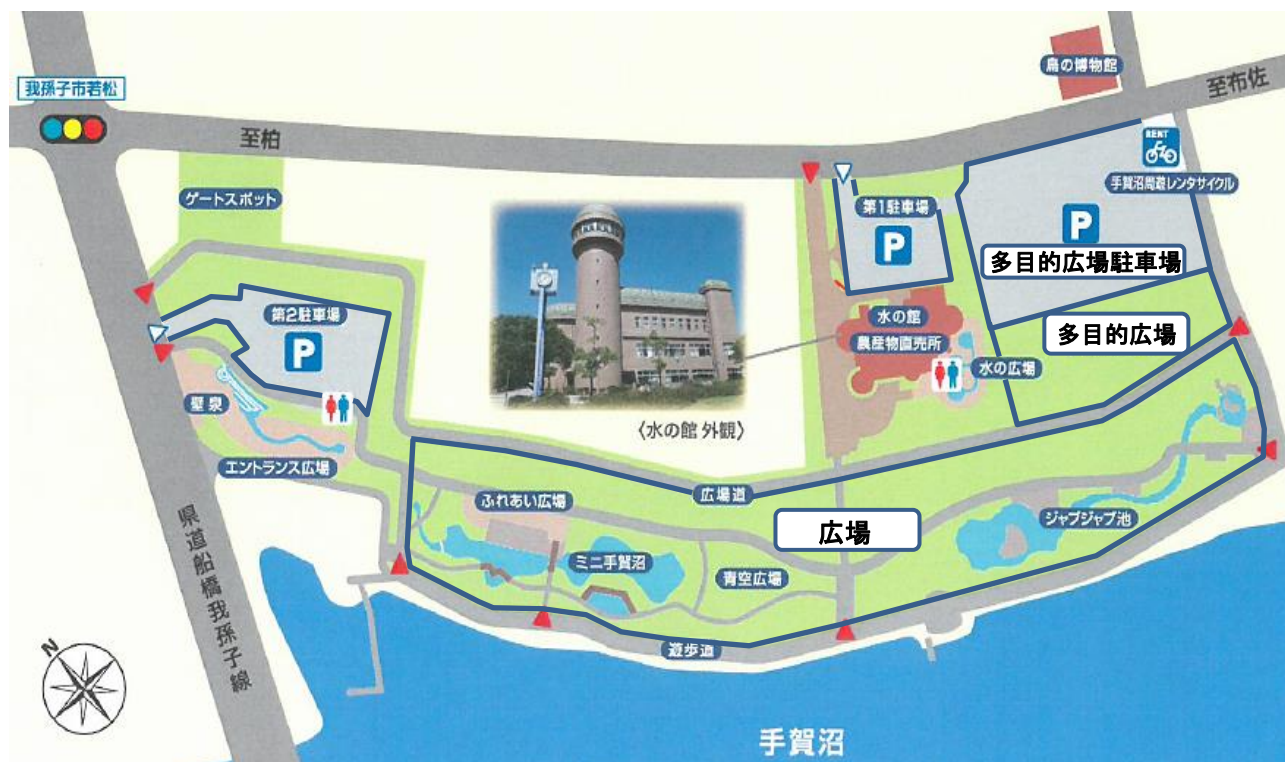 鳥の博物館
至布佐
我孫子市若松
至柏
RENT
手賀沼周遊レンタサイクル
ゲートスポット
第1駐車場
P
P
多目的広場駐車場
第2駐車場
P
水の館
農産物直売所
多目的広場
水の広場
壁泉
〈水の館 外観〉
エントランス広場
広場道
ふれあい広場
広場
ジャブジャブ池
ミニ手賀沼
青空広場
県道船橋我孫子線
遊歩道
N
手賀沼